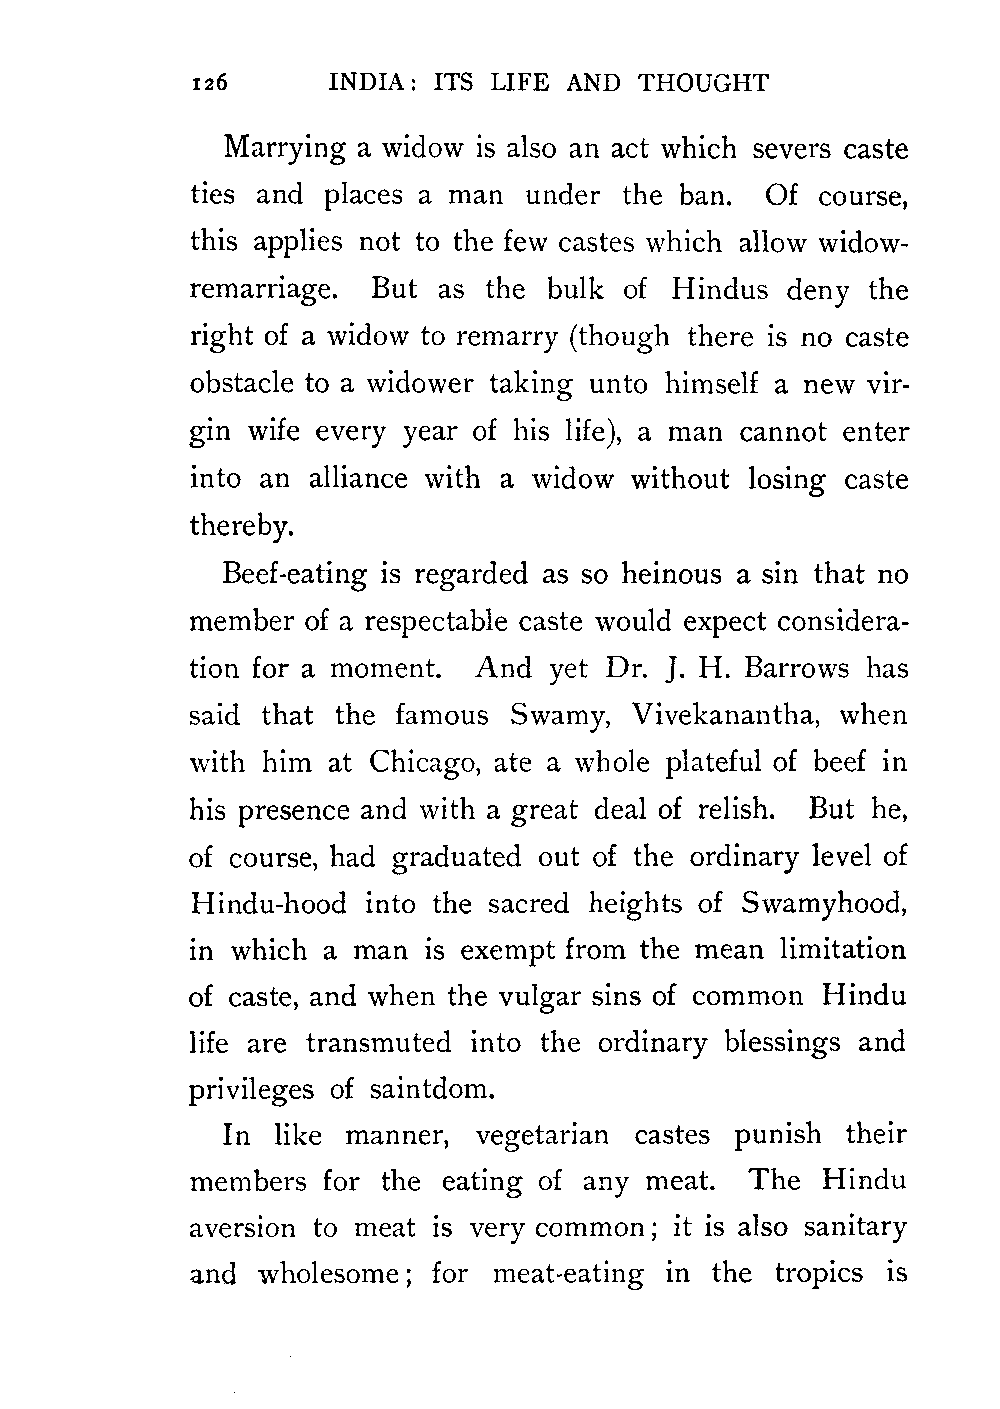 126 INDIA: ITS LIFE AND THOUGHT
Marrying a widow is also an act which severs caste
ties and places a man under the ban. Of course,
this applies not to the few castes which allow widow-
remarriage. But as the bulk of Hindus deny the
right of a widow to remarry (though there is no caste
obstacle to a widower taking unto himself a new vir-
gin wife every year of his life), a man cannot enter
into an alliance with a widow without losing caste
thereby.
Beef-eating is regarded as so heinous a sin that no
member of a respectable caste would expect considera-
tion for a moment. And yet Dr. J. H. Barrows has
said that the famous Swamy, Vivekanantha, when
with him at Chicago, ate a whole plateful of beef in
his presence and with a great deal of relish. But he,
of course, had graduated out of the ordinary level of
Hindu-hood into the sacred heights of Swamyhood,
in which a man is exempt from the mean limitation
of caste, and when the vulgar sins of common Hindu
life are transmuted into the ordinary blessings and
privileges of saintdom.
In like manner, vegetarian castes punish their
members for the eating of any meat. The Hindu
aversion to meat is very common; it is also sanitary
and wholesome; for meat-eating in the tropics is